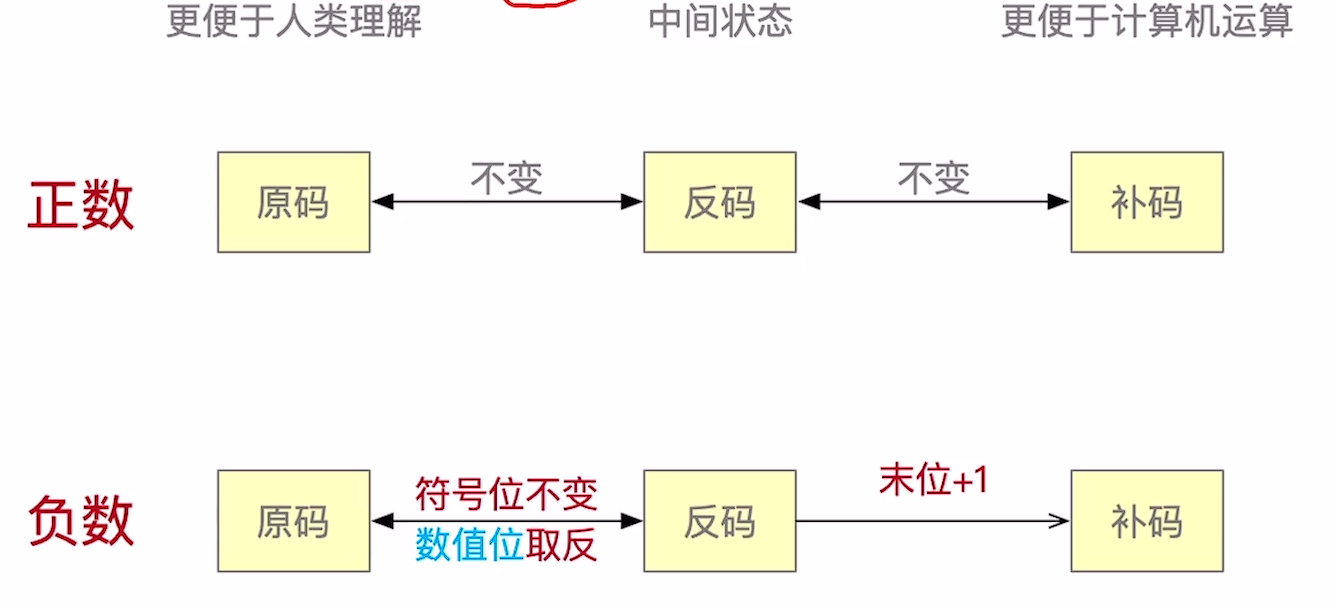 更便于人类理解 中间状态 更便于计算机运算
正数 原码 不变 反码 不变 补码
负数 原码 符号位不变 反码 末位+1 补码
数值位取反